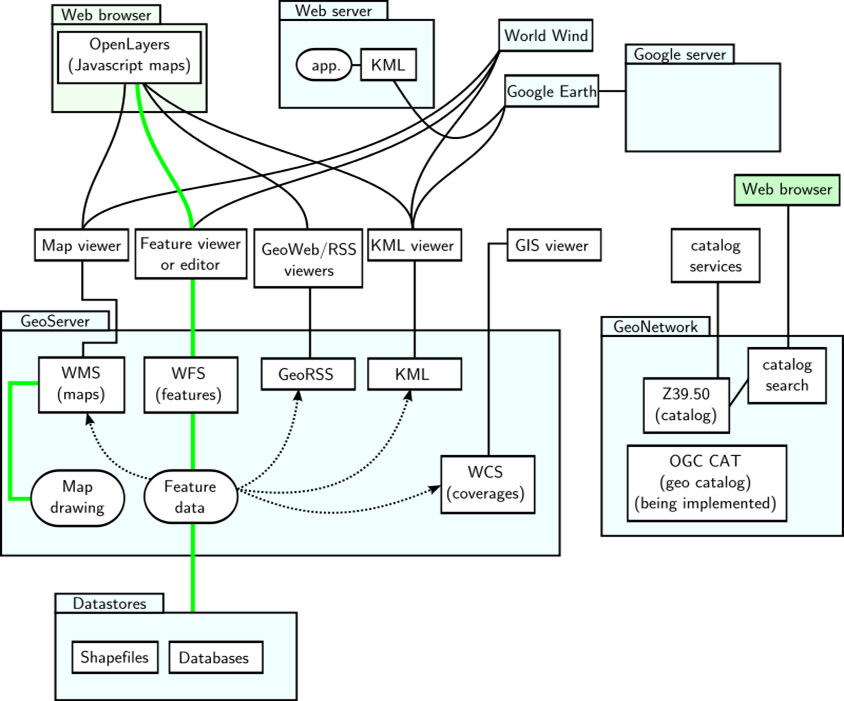 Web browser
OpenLayers
(Javascript maps)
Web server
app.
KML
World Wind
Google Earth
Google server
Web browser
Map viewer
Feature viewer
or editor
GeoWeb/RSS
viewers
KML viewer
GIS viewer
catalog
services
GeoServer
WMS
(maps)
WFS
(features)
GeoRSS
KML
Map
drawing
Feature
data
WCS
(coverages)
GeoNetwork
catalog
search
Z39.50
(catalog)
OGC CAT
(geo catalog)
(being implemented)
Datastores
Shapefiles
Databases